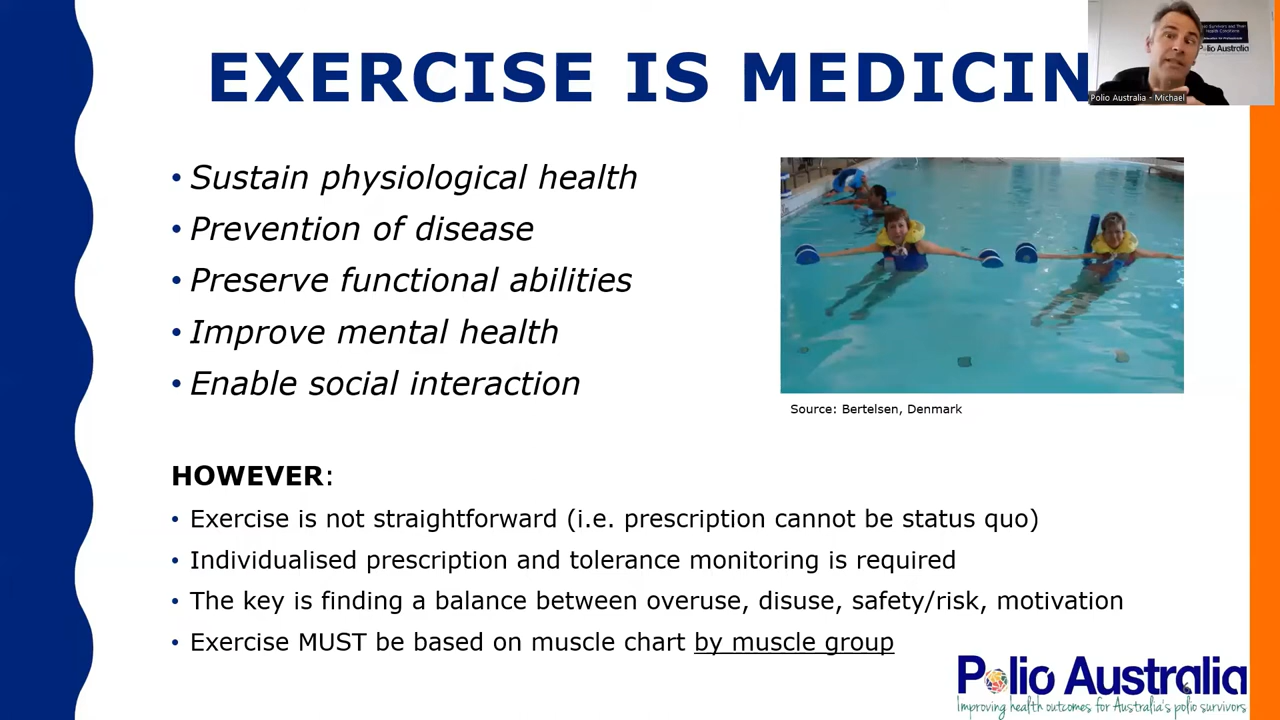 EXERCISE IS MEDICIN
Polio Australia
Polio Australia - Michael
• Sustain physiological health
• Prevention of disease
• Preserve functional abilities
• Improve mental health
• Enable social interaction
Source: Bertelsen, Denmark
HOWEVER:
• Exercise is not straightforward (i.e. prescription cannot be status quo)
• Individualised prescription and tolerance monitoring is required
• The key is finding a balance between overuse, disuse, safety/risk, motivation
• Exercise MUST be based on muscle chart by muscle group
Polio Australia
Improving health outcomes for Australia's polio survivors